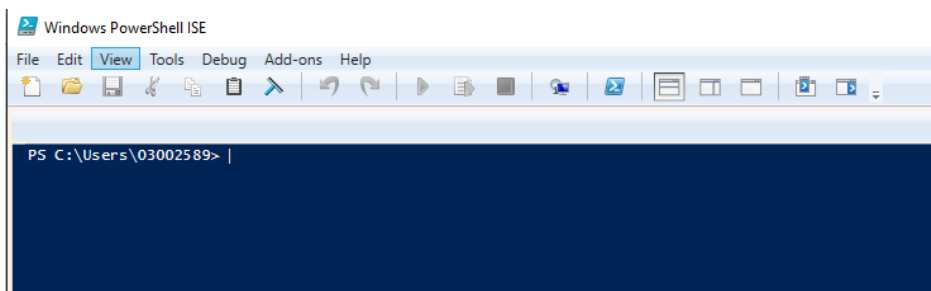 Windows PowerShell ISE
File Edit View Tools Debug Add-ons Help
PS C:\Users\03002589>